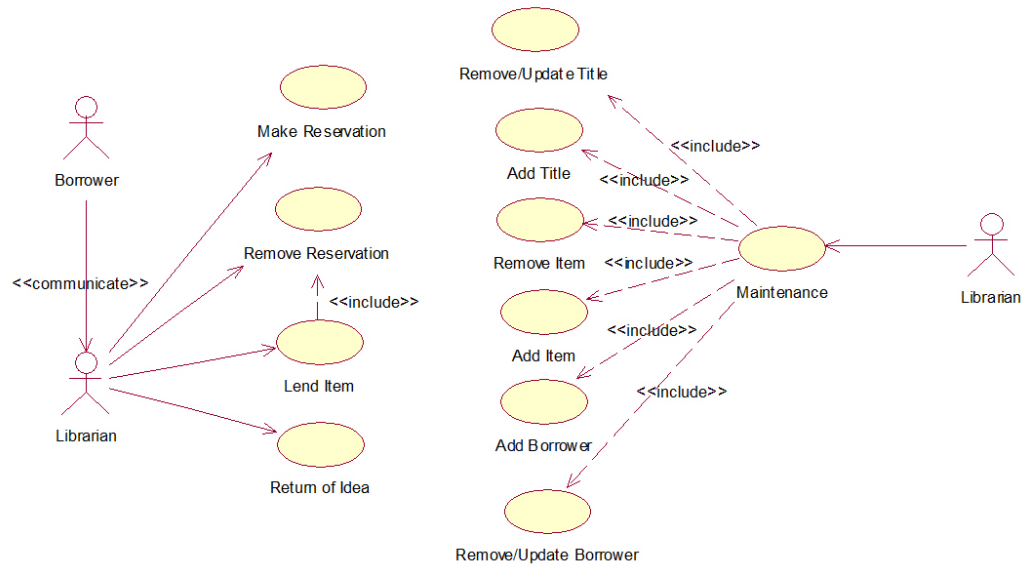 Remove/Update Title
Make Reservation
Borrower
<<include>>
Add Title
<<include>>
<<include>>
Remove Reservation
Remove Item
<<include>>
<<communicate>>
Maintenance
Librarian
<<include>>
<<include>>
Add Item
Lend Item
<<include>>
Librarian
Add Borrower
Return of Idea
Remove/Update Borrower